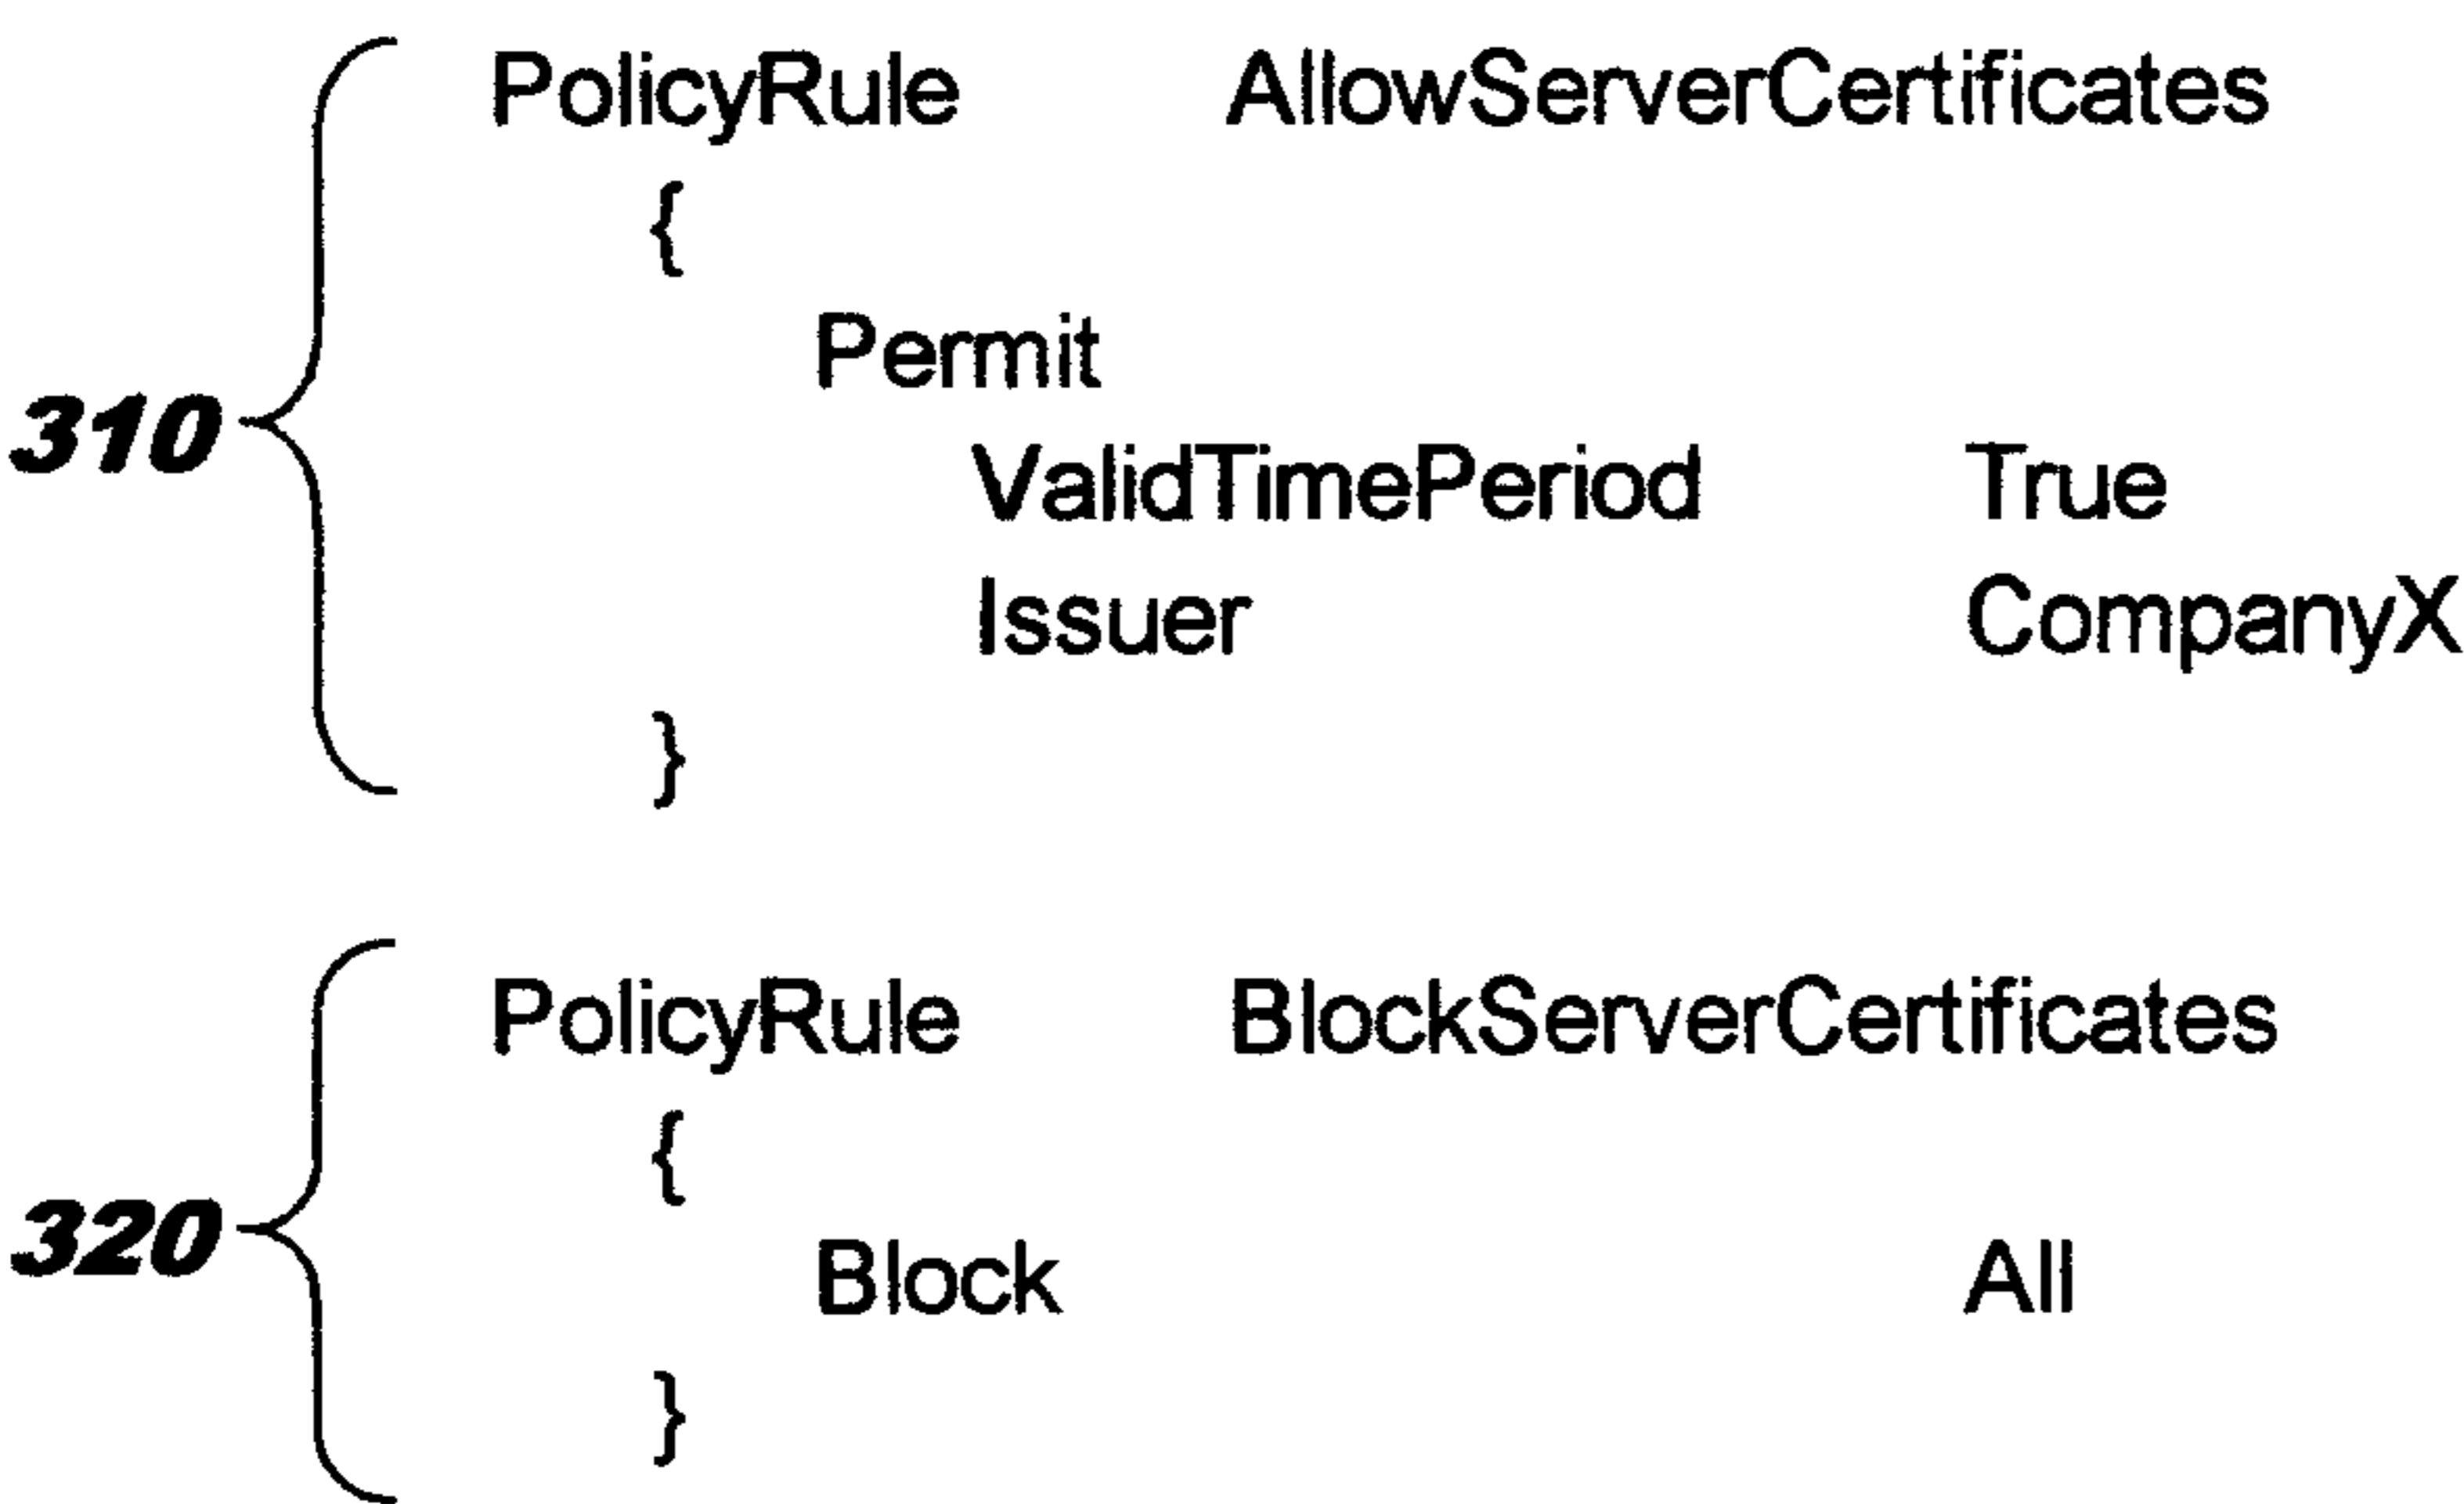 PolicyRule AllowServerCertificates
{
Permit
310
ValidTimePeriod True
Issuer CompanyX
}
PolicyRule BlockServerCertificates
{
320
Block All
}